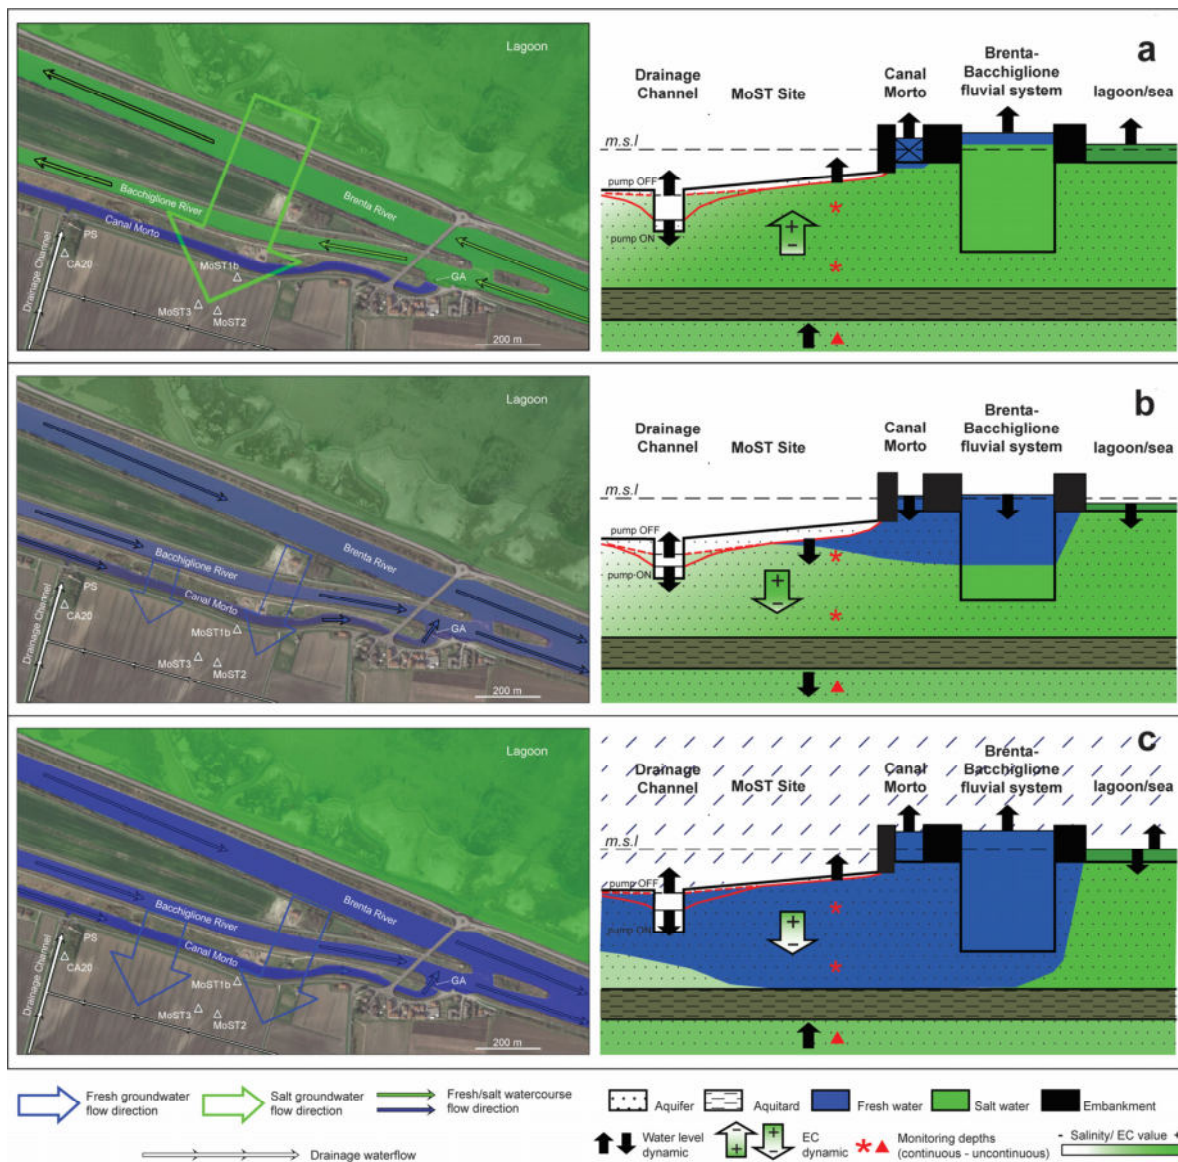 Lagoon
Brenta River
Bacchiglione River
Canal Morto
PS
CA20
Drainage Channel
MoST1b
MoST3
MoST2
GA
200 m
a
Drainage
Channel
MoST Site
Canal
Morto
Brenta-
Bacchiglione
fluvial system
lagoon/sea
m.s.l
pump OFF
pump ON
+
-
Lagoon
Brenta River
Bacchiglione River
Canal Morto
PS
CA20
Drainage Channel
MoST1b
MoST3
MoST2
GA
200 m
b
Drainage
Channel
MoST Site
Canal
Morto
Brenta-
Bacchiglione
fluvial system
lagoon/sea
m.s.l
pump OFF
pump ON
+
-
Lagoon
Brenta River
Bacchiglione River
Canal Morto
PS
CA20
Drainage Channel
MoST1b
MoST3
MoST2
GA
200 m
c
Drainage
Channel
MoST Site
Canal
Morto
Brenta-
Bacchiglione
fluvial system
lagoon/sea
m.s.l
pump OFF
pump ON
+
-
Fresh groundwater
flow direction
Salt groundwater
flow direction
Fresh/salt watercourse
flow direction
Drainage waterflow
Aquifer
Aquitard
Fresh water
Salt water
Embankment
Water level
dynamic
-
+
+
-
EC
dynamic
Monitoring depths
(continuous - uncontinuous)
- Salinity/ EC value +